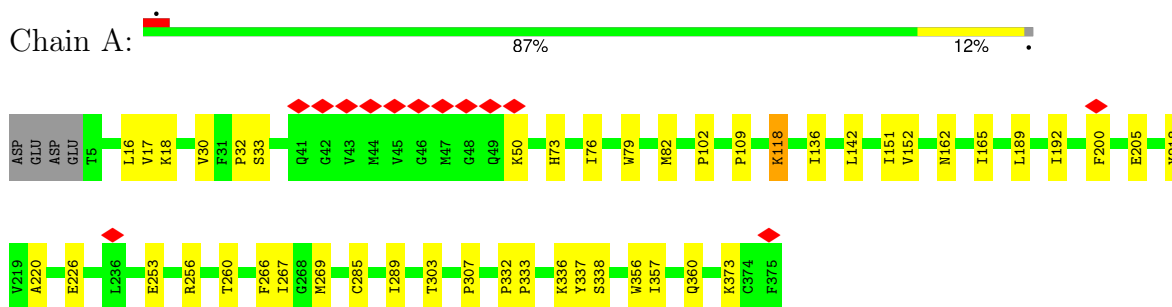 Chain A:
87% 12%
ASP GLU ASP GLU T5 L16 V17 K18 V30 F31 P32 S33 Q41 G42 V43 M44 V45 G46 M47 G48 Q49 K50 H73 I76 W79 M82 P102 P109 K118 I136 L142 I151 V152 N162 I165 L189 I192 F200 E205
V219 A220 E226 L236 E253 R256 T260 F266 I267 G268 M269 C285 I289 T303 P307 P332 P333 K336 Y337 S338 W356 I357 Q360 K373 C374 F375